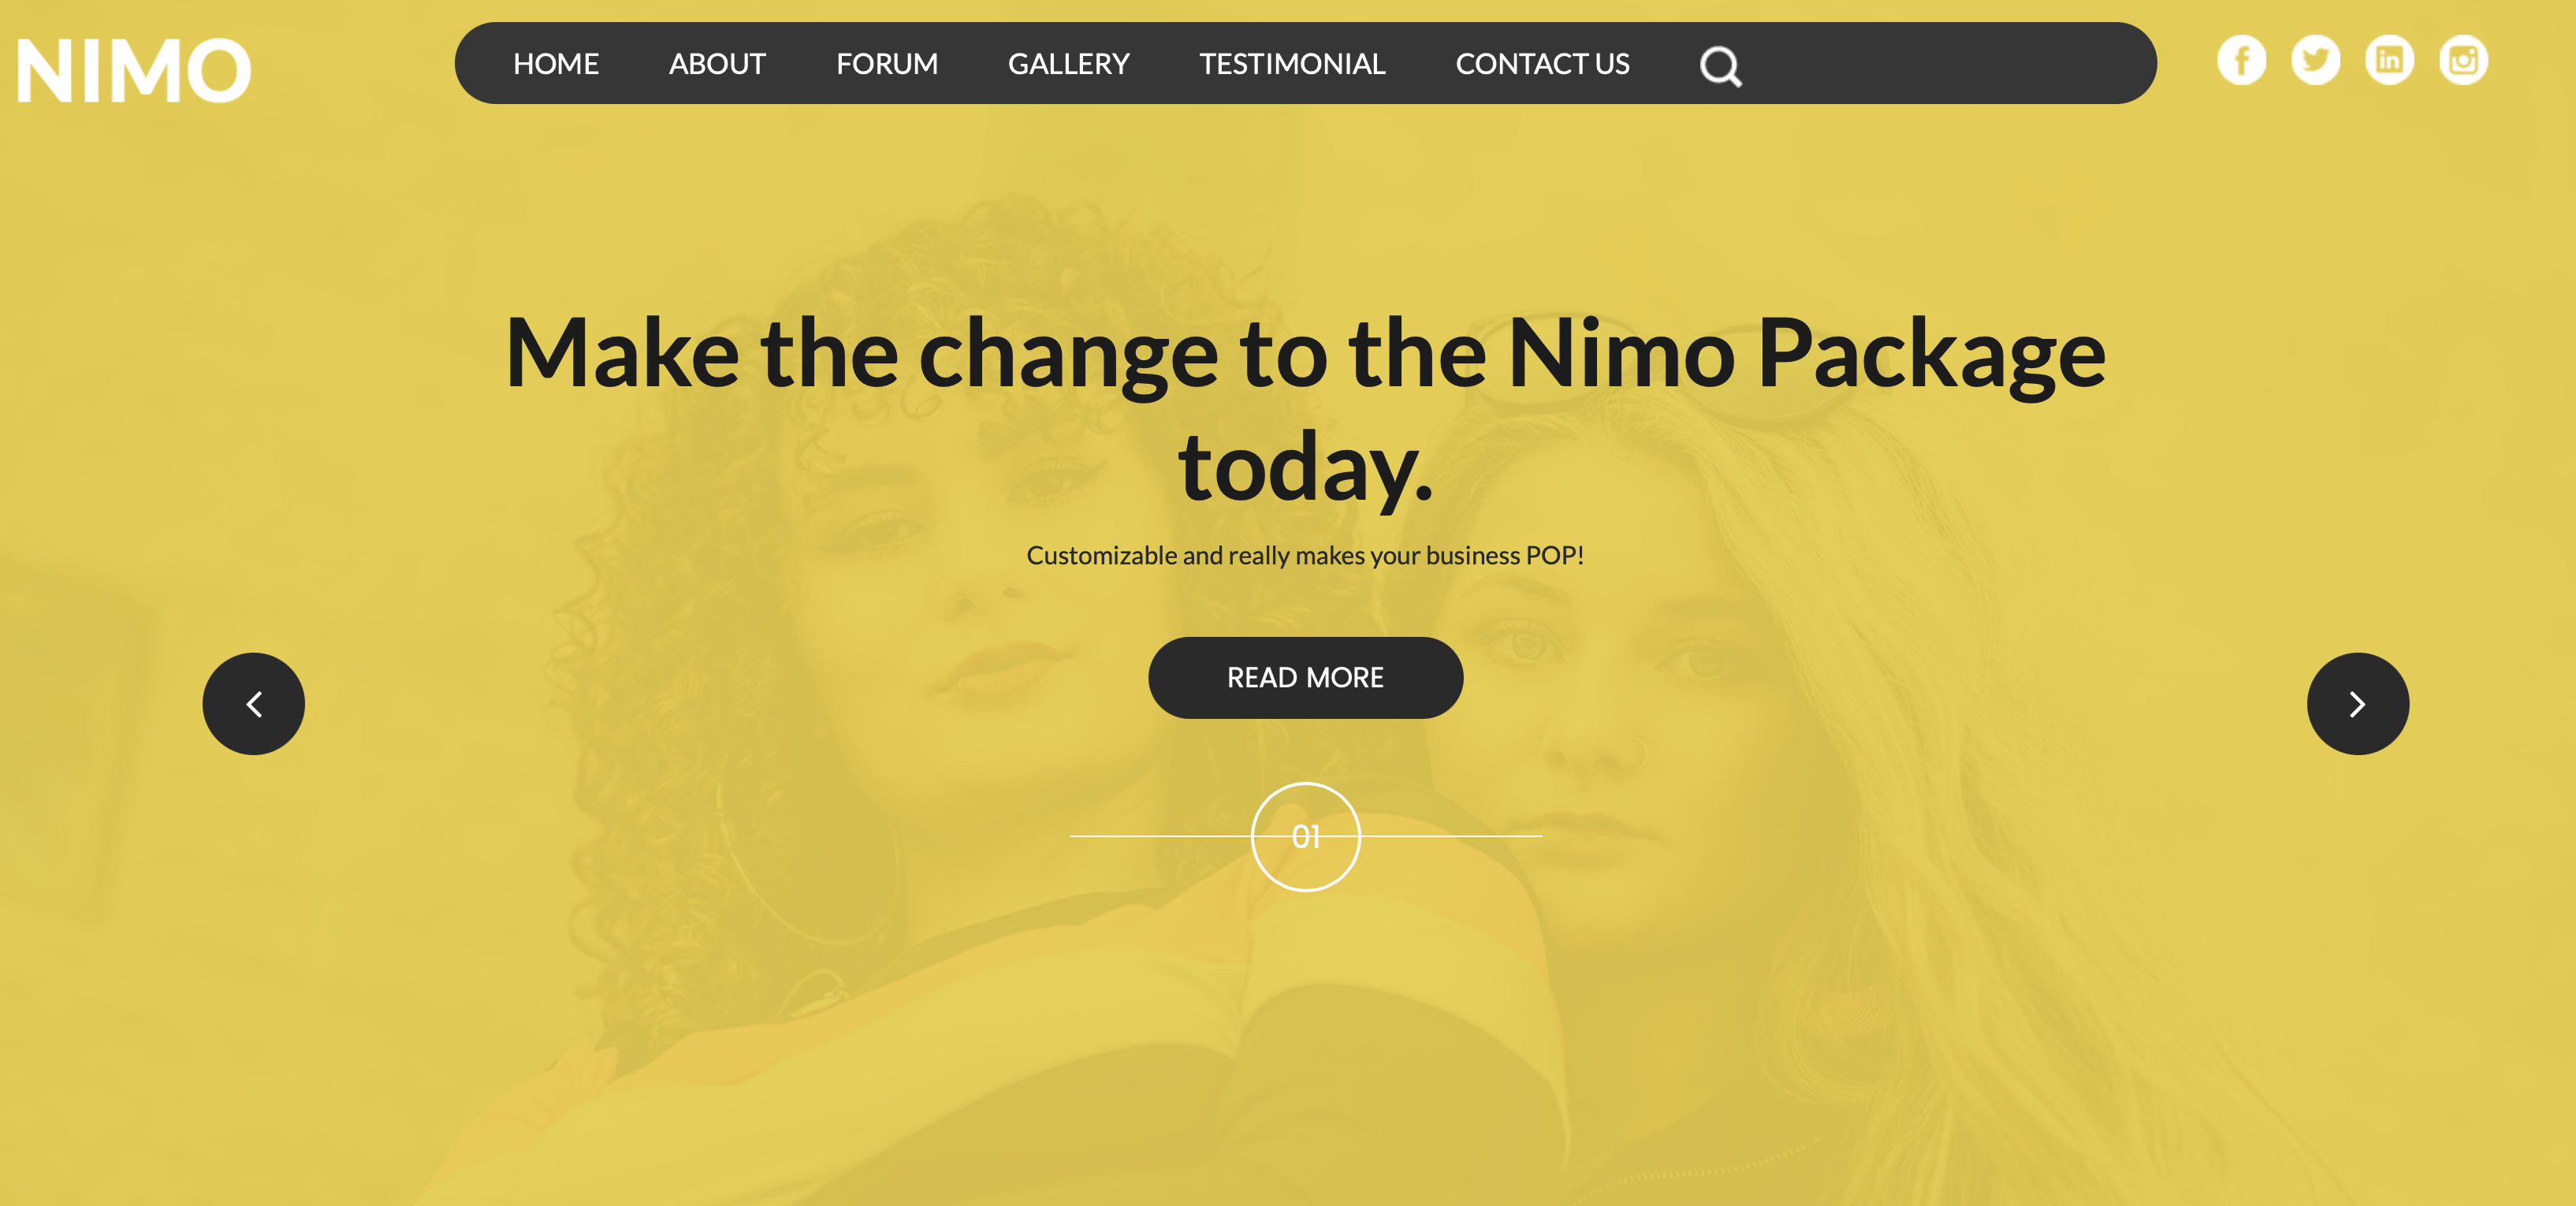 NIMO
HOME ABOUT FORUM GALLERY TESTIMONIAL CONTACT US
Make the change to the Nimo Package
today.
Customizable and really makes your business POP!
READ MORE
01